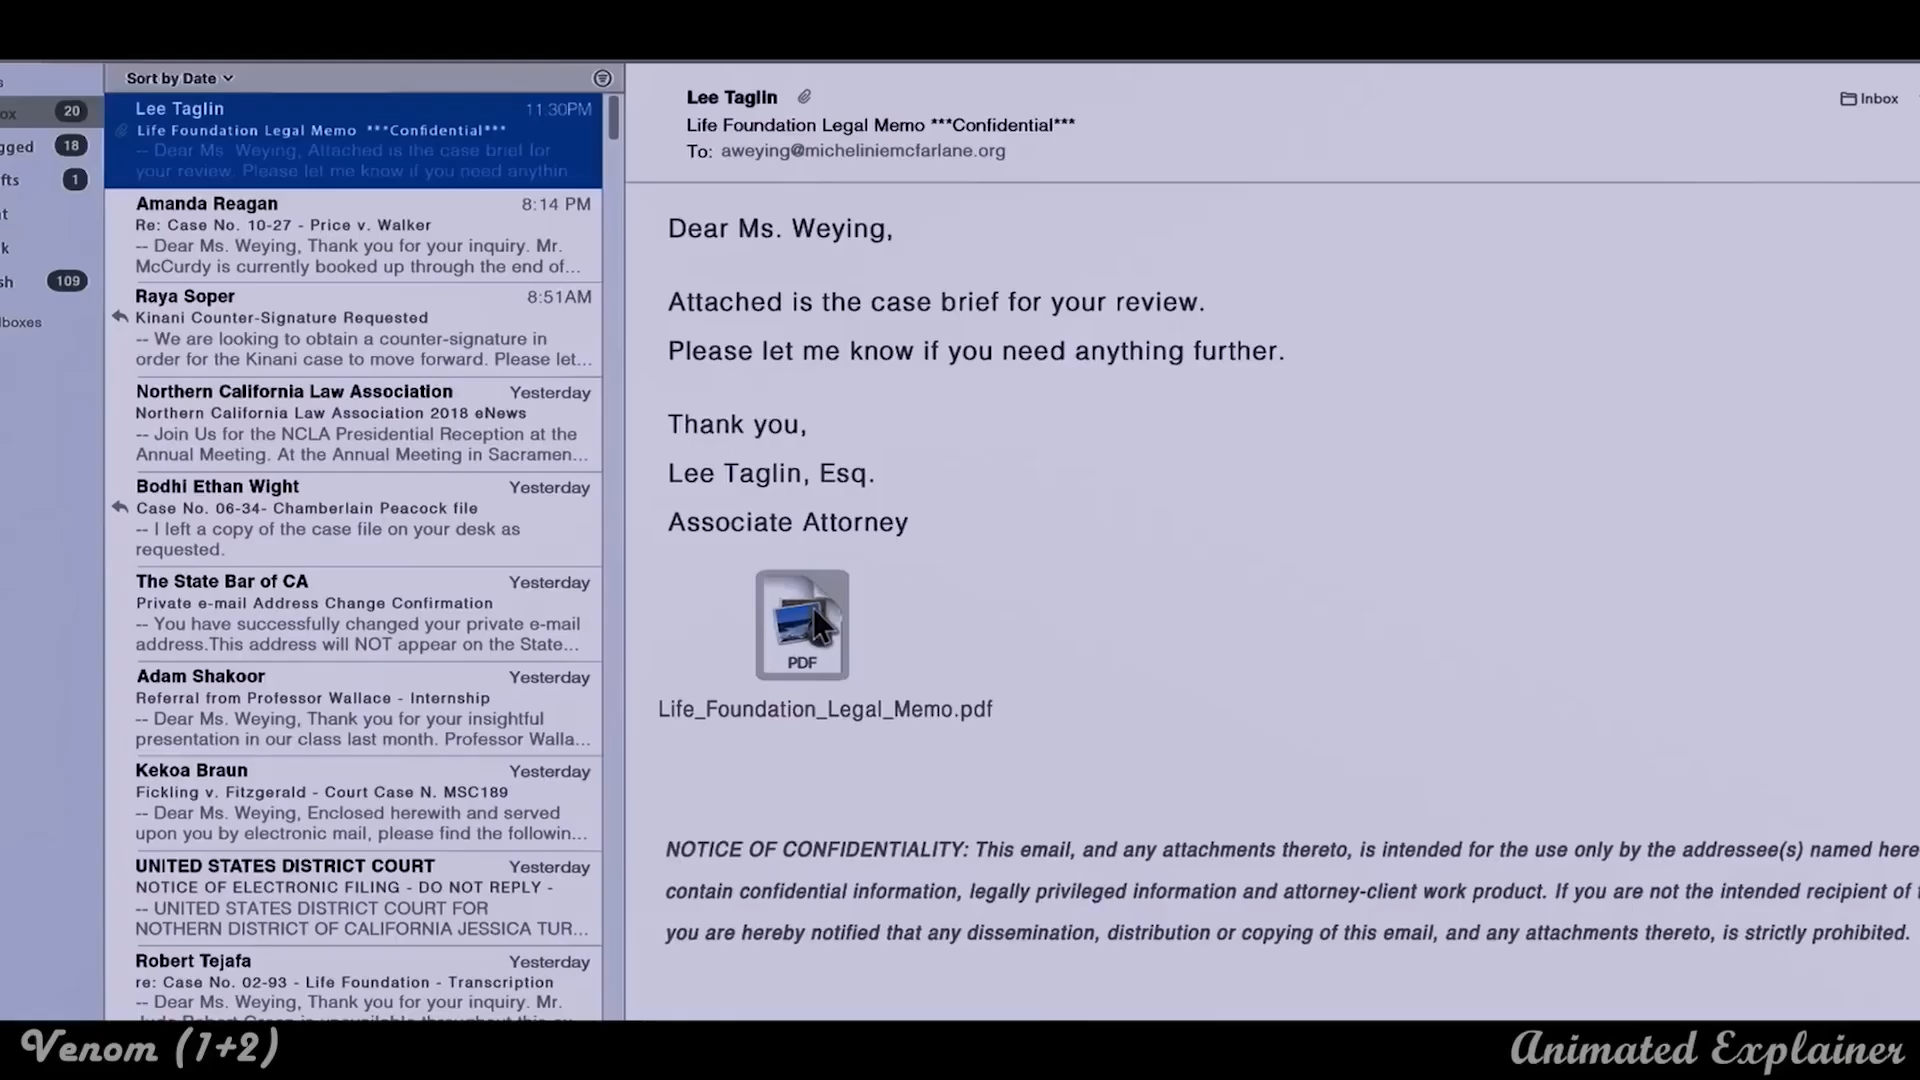 s
ox 20
gged 18
fts 1
t
k
sh 109
lboxes
Sort by Date
Lee Taglin 11:30PM
Life Foundation Legal Memo ***Confidential***
-- Dear Ms. Weying, Attached is the case brief for
your review. Please let me know if you need anythin
Amanda Reagan 8:14 PM
Re: Case No. 10-27 - Price v. Walker
-- Dear Ms. Weying, Thank you for your inquiry. Mr.
McCurdy is currently booked up through the end of...
Raya Soper 8:51AM
Kinani Counter-Signature Requested
-- We are looking to obtain a counter-signature in
order for the Kinani case to move forward. Please let...
Northern California Law Association Yesterday
Northern California Law Association 2018 eNews
-- Join Us for the NCLA Presidential Reception at the
Annual Meeting. At the Annual Meeting in Sacramen...
Bodhi Ethan Wight Yesterday
Case No. 06-34- Chamberlain Peacock file
-- I left a copy of the case file on your desk as
requested.
The State Bar of CA Yesterday
Private e-mail Address Change Confirmation
-- You have successfully changed your private e-mail
address.This address will NOT appear on the State...
Adam Shakoor Yesterday
Referral from Professor Wallace - Internship
-- Dear Ms. Weying, Thank you for your insightful
presentation in our class last month. Professor Walla...
Kekoa Braun Yesterday
Fickling v. Fitzgerald - Court Case N. MSC189
-- Dear Ms. Weying, Enclosed herewith and served
upon you by electronic mail, please find the followin...
UNITED STATES DISTRICT COURT Yesterday
NOTICE OF ELECTRONIC FILING - DO NOT REPLY -
-- UNITED STATES DISTRICT COURT FOR
NOTHERN DISTRICT OF CALIFORNIA JESSICA TUR...
Robert Tejafa Yesterday
re: Case No. 02-93 - Life Foundation - Transcription
-- Dear Ms. Weying, Thank you for your inquiry. Mr.
Lee Taglin Inbox
Life Foundation Legal Memo ***Confidential***
To: aweying@micheliniemcfarlane.org
Dear Ms. Weying,
Attached is the case brief for your review.
Please let me know if you need anything further.
Thank you,
Lee Taglin, Esq.
Associate Attorney
PDF
Life_Foundation_Legal_Memo.pdf
NOTICE OF CONFIDENTIALITY: This email, and any attachments thereto, is intended for the use only by the addressee(s) named here
contain confidential information, legally privileged information and attorney-client work product. If you are not the intended recipient of t
you are hereby notified that any dissemination, distribution or copying of this email, and any attachments thereto, is strictly prohibited.
Venom (1+2)
Animated Explainer